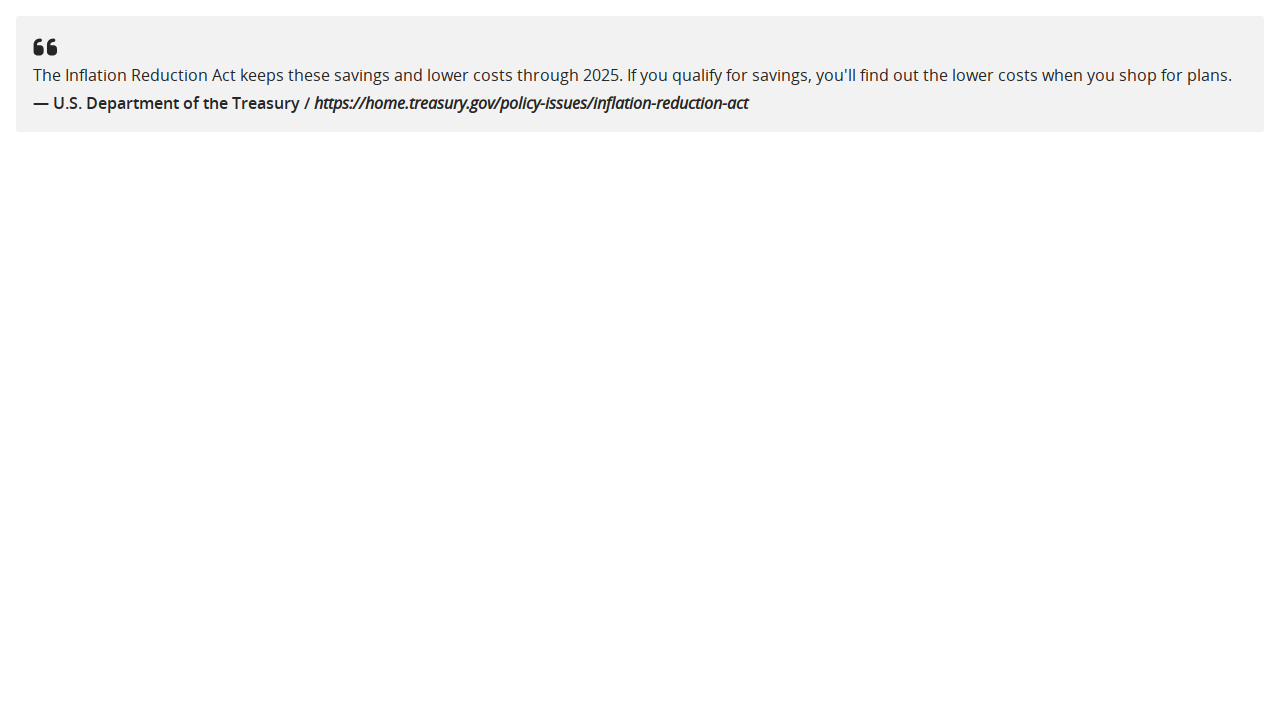 ❝
The Inflation Reduction Act keeps these savings and lower costs through 2025. If you qualify for savings, you'll find out the lower costs when you shop for plans.
— U.S. Department of the Treasury / https://home.treasury.gov/policy-issues/inflation-reduction-act